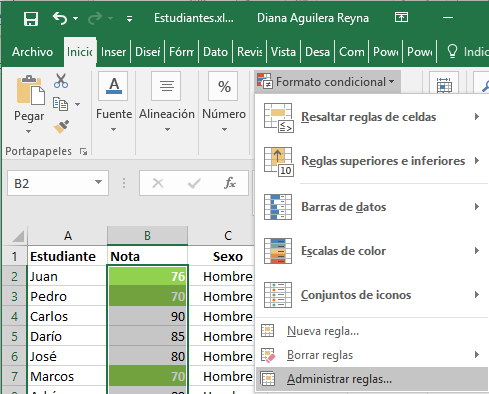 Estudiantes.xl... Diana Aguilera Reyna
Archivo Inicio Inser Diseí Fórm Dato Revis Vista Desa Com Powe Powe Indic
Formato condicional
Pegar Fuente Alineación Número
Portapapeles
Resaltar reglas de celdas
10 Reglas superiores e inferiores
Barras de datos
Escalas de color
Conjuntos de iconos
Nueva regla...
Borrar reglas
Administrar reglas...
B2 fx
A B C
1 Estudiante Nota Sexo
2 Juan 76 Hombre
3 Pedro 70 Hombre
4 Carlos 90 Hombre
5 Darío 85 Hombre
6 José 80 Hombre
7 Marcos 70 Hombre